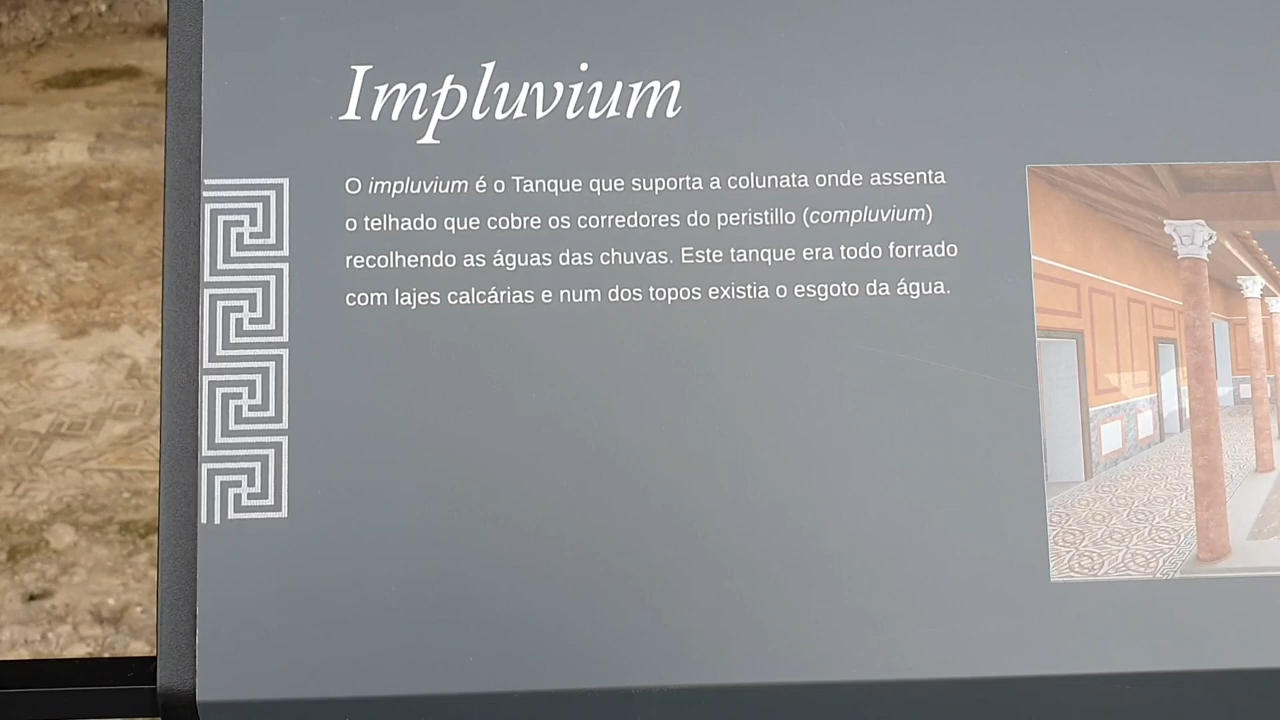 Impluvium
O impluvium é o Tanque que suporta a colunata onde assenta
o telhado que cobre os corredores do peristillo (compluvium)
recolhendo as águas das chuvas. Este tanque era todo forrado
com lajes calcárias e num dos topos existia o esgoto da água.